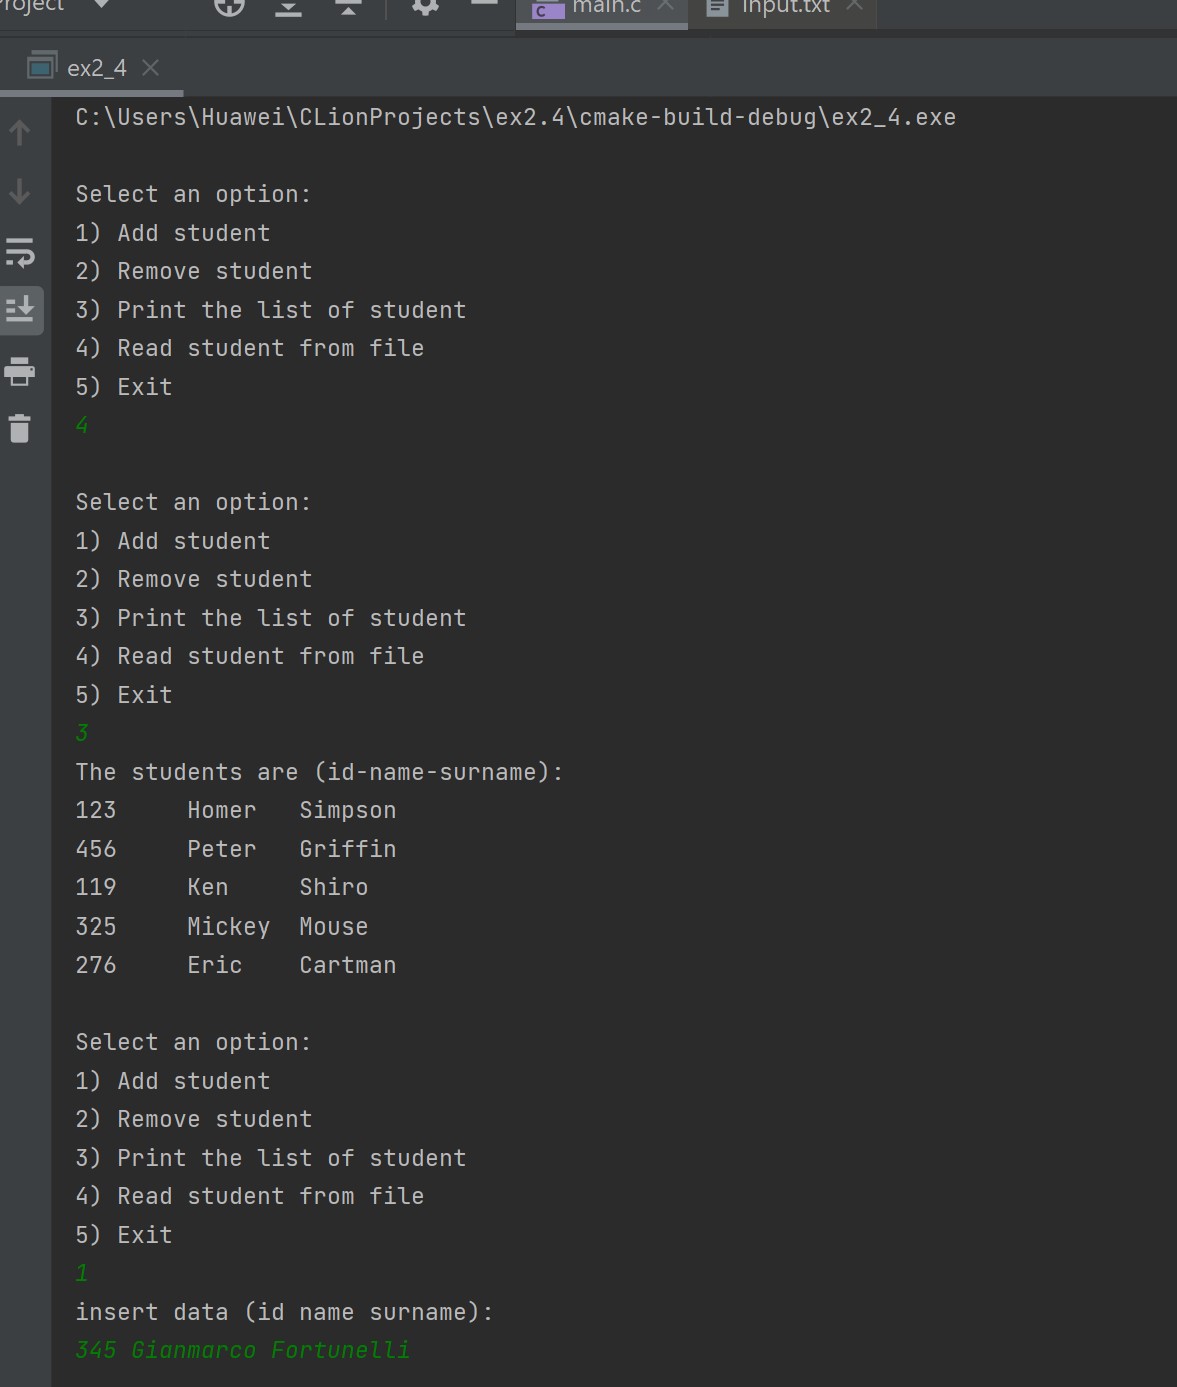 main.c input.txt
ex2_4
C:\Users\Huawei\CLionProjects\ex2.4\cmake-build-debug\ex2_4.exe
Select an option:
1) Add student
2) Remove student
3) Print the list of student
4) Read student from file
5) Exit
4
Select an option:
1) Add student
2) Remove student
3) Print the list of student
4) Read student from file
5) Exit
3
The students are (id-name-surname):
123 Homer Simpson
456 Peter Griffin
119 Ken Shiro
325 Mickey Mouse
276 Eric Cartman
Select an option:
1) Add student
2) Remove student
3) Print the list of student
4) Read student from file
5) Exit
1
insert data (id name surname):
345 Gianmarco Fortunelli